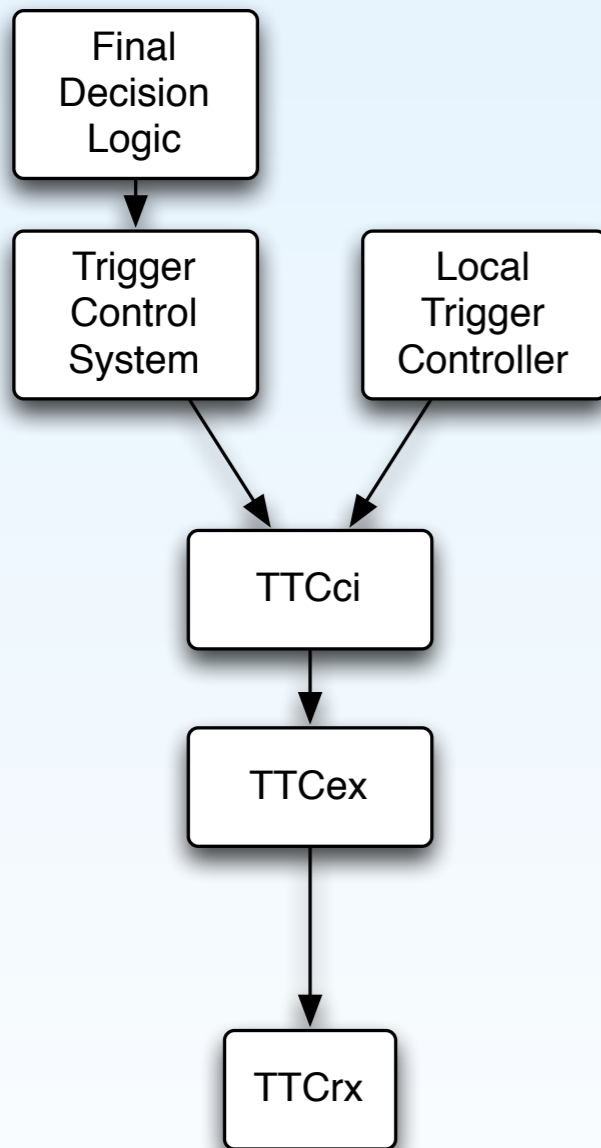 Final
Decision
Logic
Trigger
Control
System
Local
Trigger
Controller
TTCci
TTCex
TTCrx